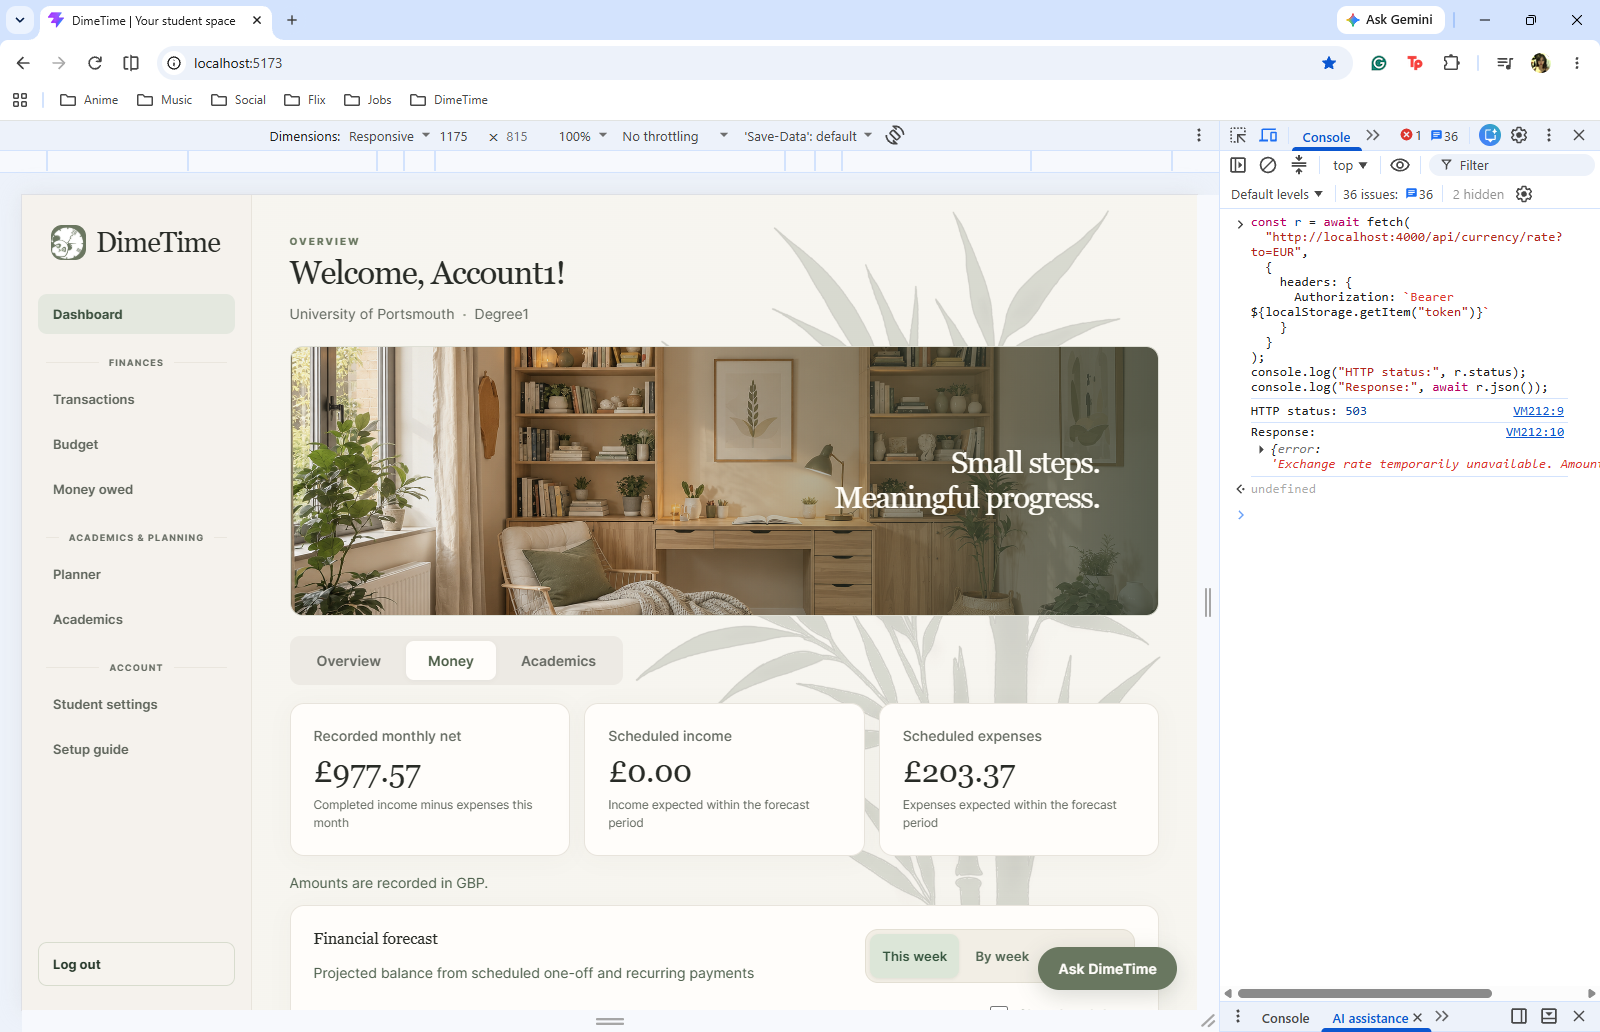 DimeTime | Your student space
Ask Gemini
localhost:5173
Anime
Music
Social
Flix
Jobs
DimeTime
Dimensions: Responsive 1175 × 815 100% No throttling 'Save-Data': default
Console 1 36
top Filter
Default levels 36 issues: 36 2 hidden
DimeTime
Dashboard
FINANCES
Transactions
Budget
Money owed
ACADEMICS & PLANNING
Planner
Academics
ACCOUNT
Student settings
Setup guide
Log out
OVERVIEW
Welcome, Account1!
University of Portsmouth · Degree1
Small steps.
Meaningful progress.
Overview
Money
Academics
Recorded monthly net
£977.57
Completed income minus expenses this
month
Scheduled income
£0.00
Income expected within the forecast
period
Scheduled expenses
£203.37
Expenses expected within the forecast
period
Amounts are recorded in GBP.
Financial forecast
Projected balance from scheduled one-off and recurring payments
This week
By week
Ask DimeTime
const r = await fetch(
"http://localhost:4000/api/currency/rate?
to=EUR",
{
headers: {
Authorization: `Bearer
${localStorage.getItem("token")}`
}
}
);
console.log("HTTP status:", r.status);
console.log("Response:", await r.json());
HTTP status: 503 VM212:9
Response: VM212:10
{error:
'Exchange rate temporarily unavailable. Amount
undefined
Console
AI assistance